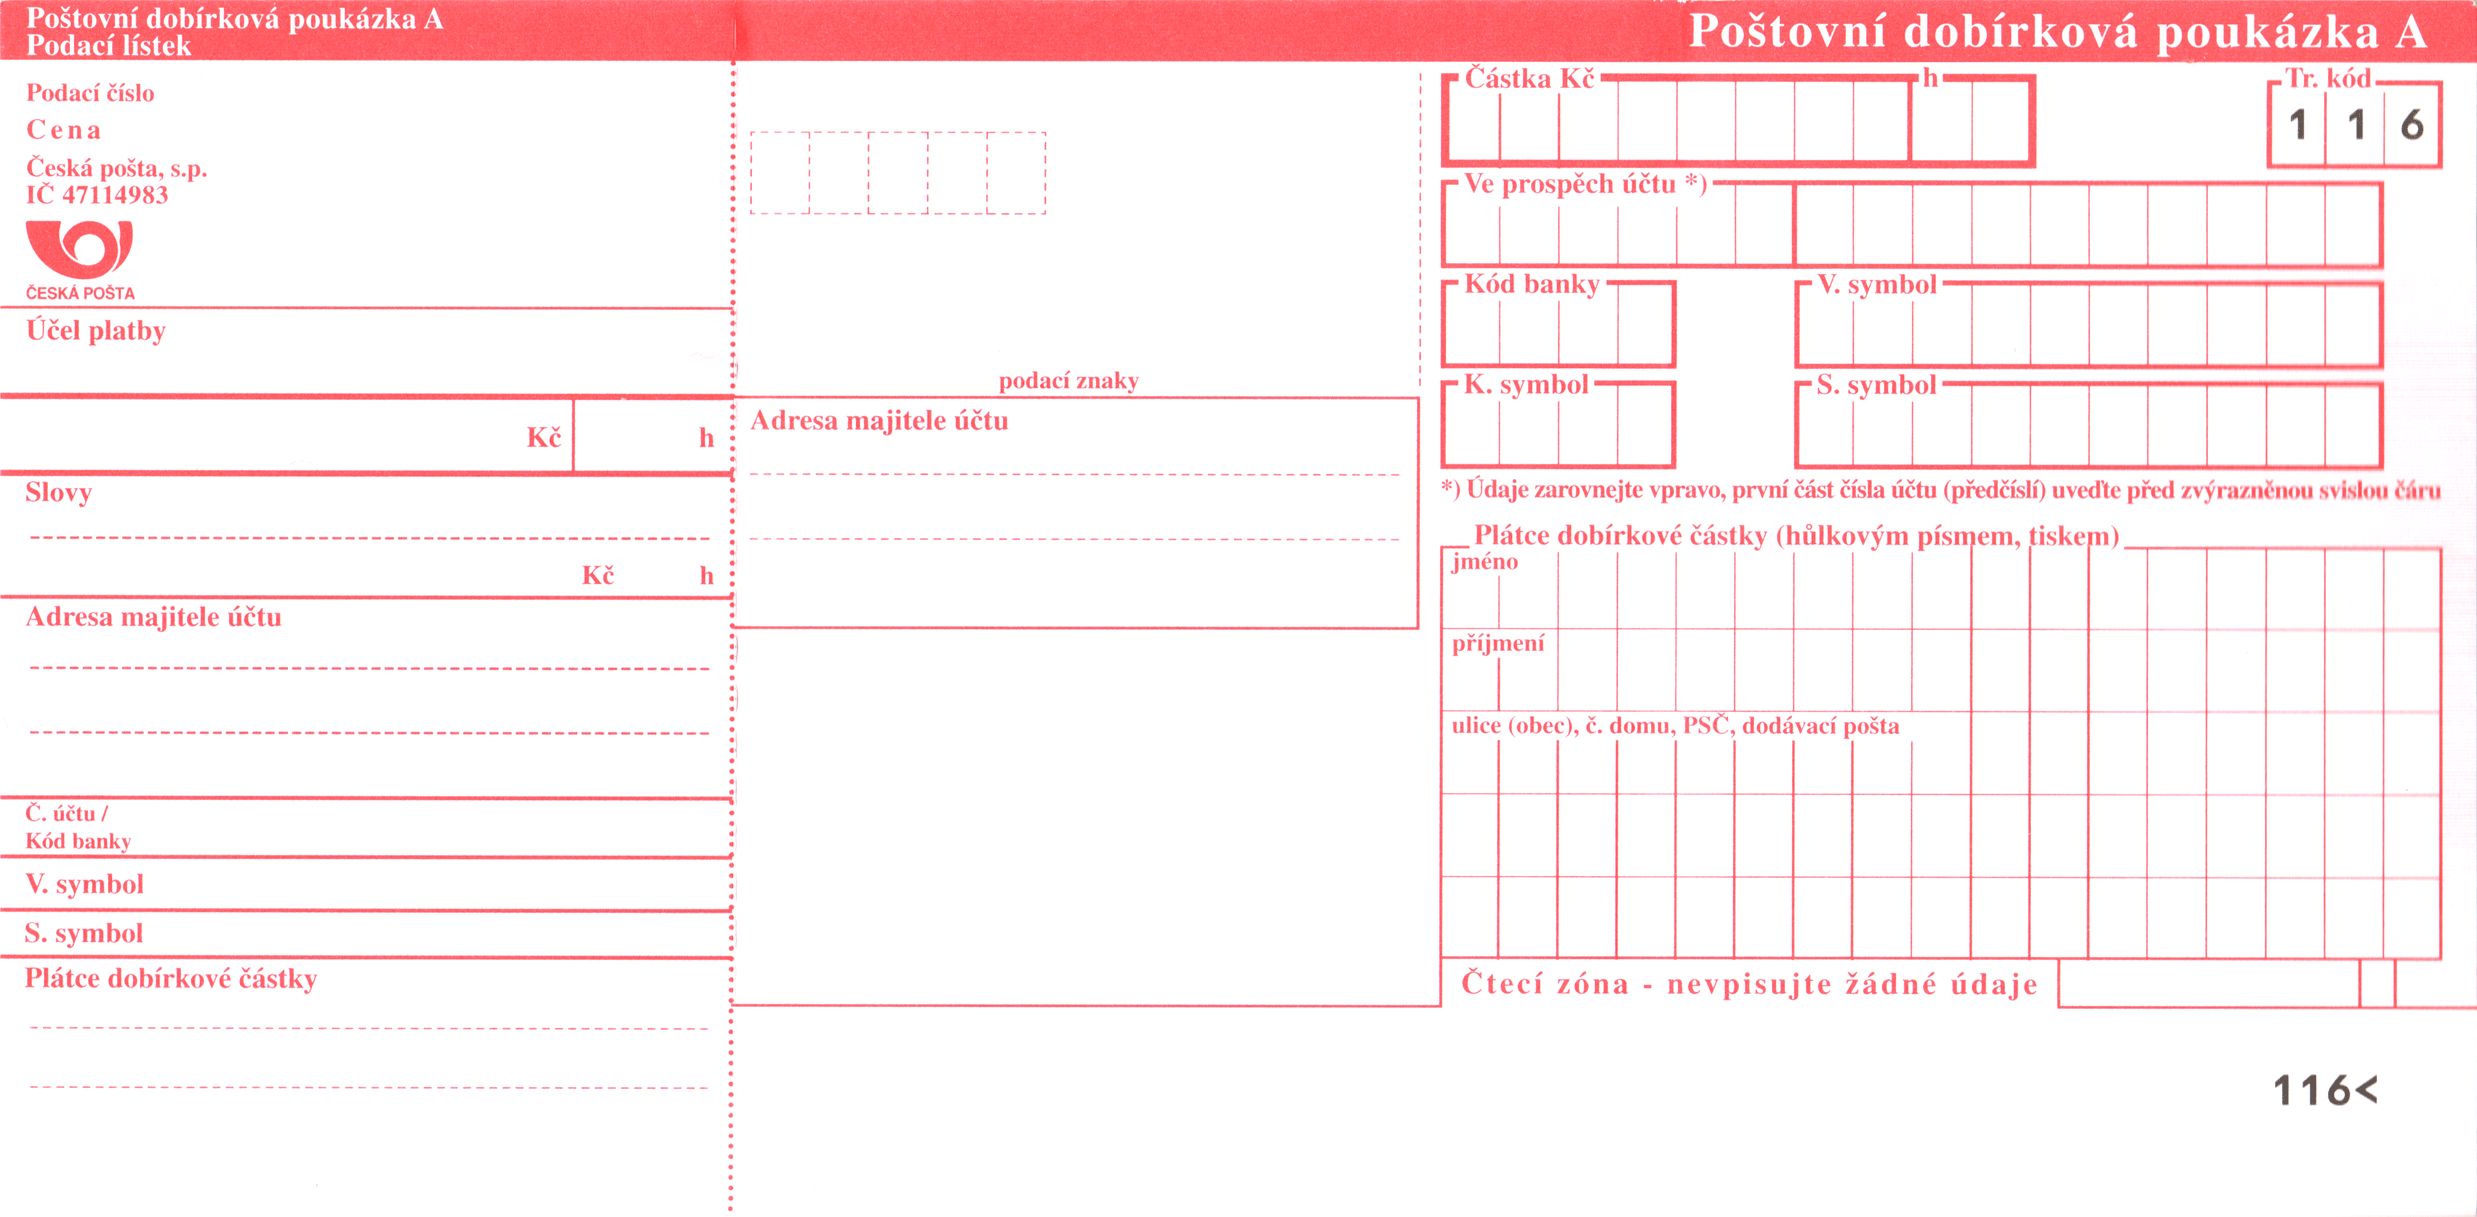 Poštovní dobírková poukázka A
Podací lístek
Podací číslo
Cena
Česká pošta, s.p.
IČ 47114983
ČESKÁ POŠTA
Účel platby
Kč h
Slovy
Kč h
Adresa majitele účtu
Č. účtu /
Kód banky
V. symbol
S. symbol
Plátce dobírkové částky
podací znaky
Adresa majitele účtu
Poštovní dobírková poukázka A
Částka Kč h
Tr. kód
1 1 6
Ve prospěch účtu *)
Kód banky
V. symbol
K. symbol
S. symbol
*) Údaje zarovnejte vpravo, první část čísla účtu (předčíslí) uveďte před zvýrazněnou svislou čáru
Plátce dobírkové částky (hůlkovým písmem, tiskem)
jméno
příjmení
ulice (obec), č. domu, PSČ, dodávací pošta
Čtecí zóna - nevpisujte žádné údaje
116<